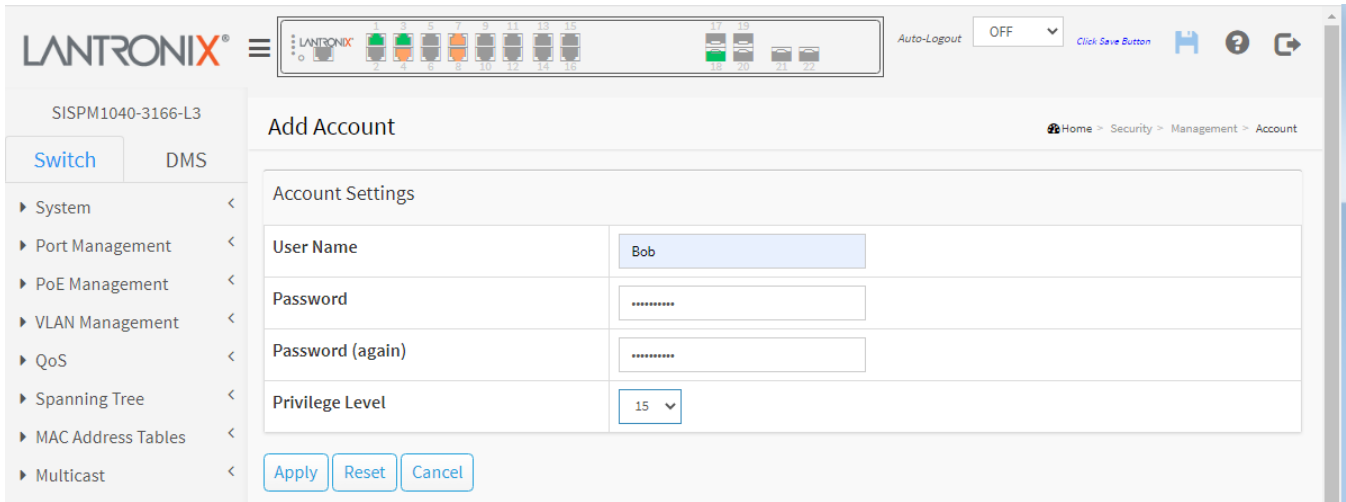 LANTRONIX®
1 3 5 7 9 11 13 15 17 19
LANTRONIX
2 4 6 8 10 12 14 16 18 20 21 22
Auto-Logout OFF Click Save Button
SISPM1040-3166-L3
Switch DMS
System
Port Management
PoE Management
VLAN Management
QoS
Spanning Tree
MAC Address Tables
Multicast
Add Account
Home > Security > Management > Account
Account Settings
User Name Bob
Password ••••••••••
Password (again) ••••••••••
Privilege Level 15
Apply Reset Cancel